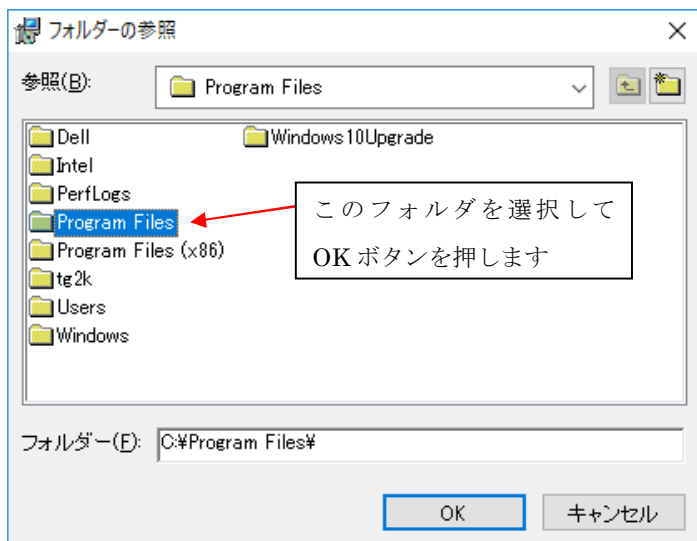 フォルダーの参照
参照(B):
Program Files
Dell
Windows10Upgrade
Intel
PerfLogs
Program Files
このフォルダを選択して
OK ボタンを押します
Program Files (x86)
tg2k
Users
Windows
フォルダー(F):
C:¥Program Files¥
OK
キャンセル